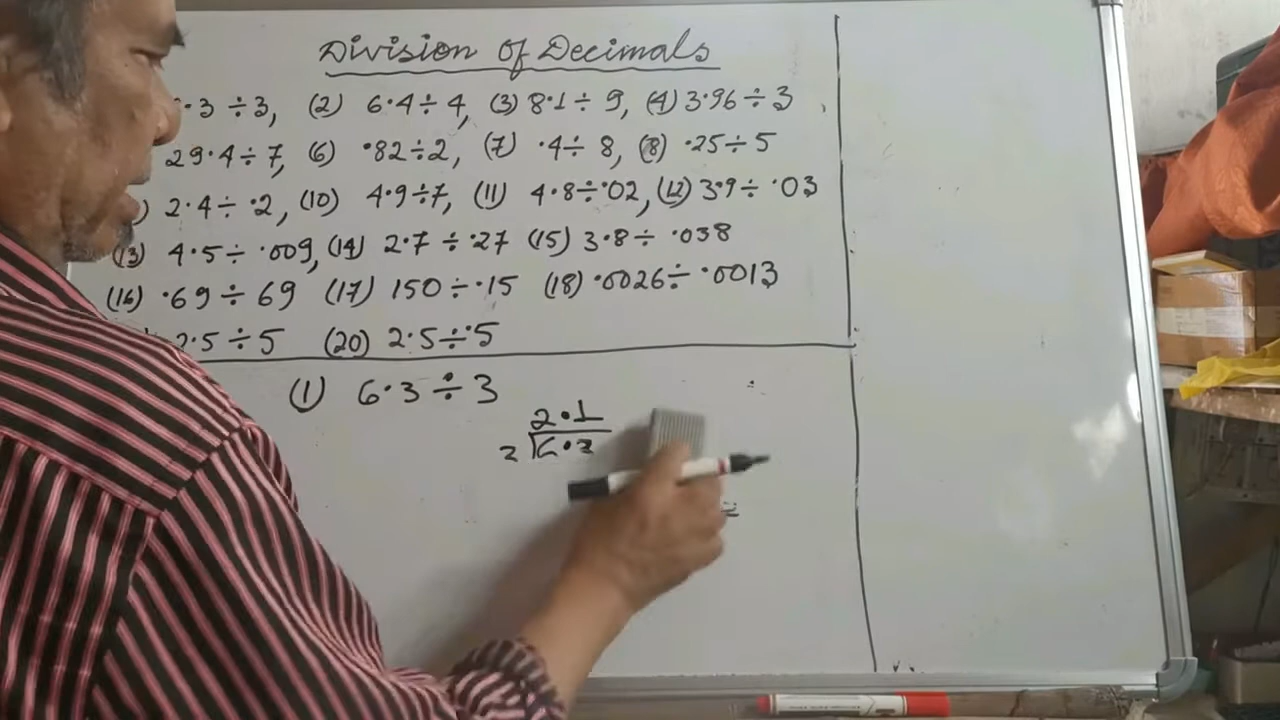 Division of Decimals
·3 ÷ 3, (2) 6·4 ÷ 4, (3) 8·1 ÷ 9, (4) 3·96 ÷ 3
29·4 ÷ 7, (6) ·82 ÷ 2, (7) ·4 ÷ 8, (8) ·25 ÷ 5
) 2·4 ÷ ·2, (10) 4·9 ÷ 7, (11) 4·8 ÷ ·02, (12) 3·9 ÷ ·03
(13) 4·5 ÷ ·009, (14) 2·7 ÷ ·27 (15) 3·8 ÷ ·038
(16) ·69 ÷ 69 (17) 150 ÷ ·15 (18) ·0026 ÷ ·0013
2·5 ÷ 5 (20) 2·5 ÷ ·5
(1) 6·3 ÷ 3
2·1
3 6·3